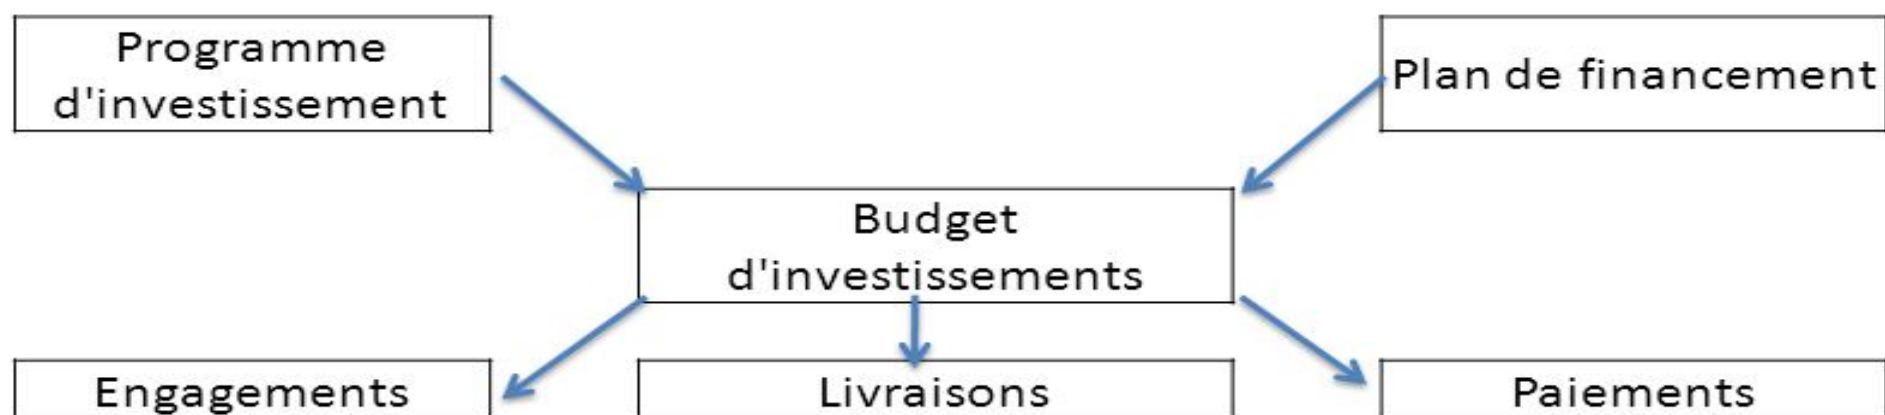 Programme
d'investissement
Plan de financement
Budget
d'investissements
Engagements
Livraisons
Paiements